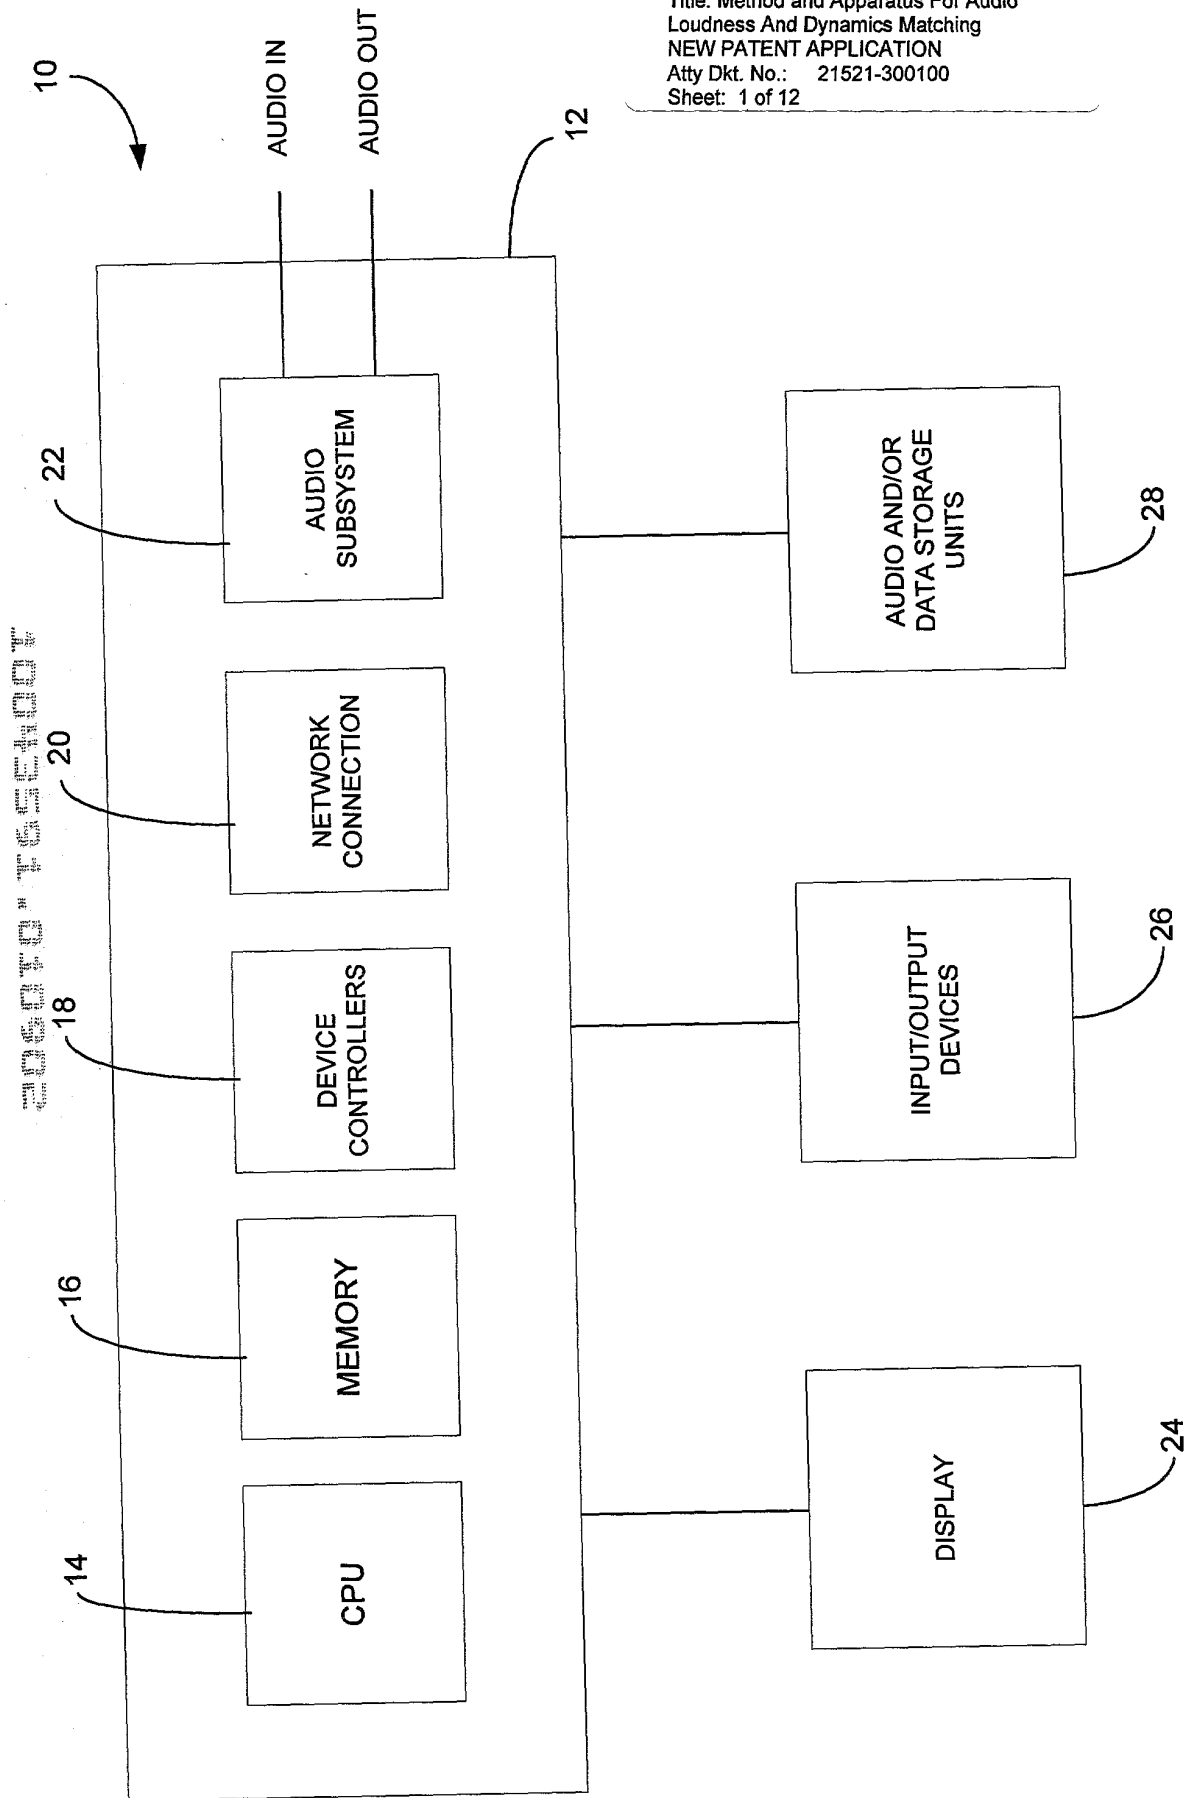 Title: Method and Apparatus For Audio
Loudness And Dynamics Matching
NEW PATENT APPLICATION
Atty Dkt. No.: 21521-300100
Sheet: 1 of 12
10
AUDIO IN
AUDIO OUT
12
14
CPU
16
MEMORY
18
DEVICE
CONTROLLERS
20
NETWORK
CONNECTION
22
AUDIO
SUBSYSTEM
DISPLAY
24
INPUT/OUTPUT
DEVICES
26
AUDIO AND/OR
DATA STORAGE
UNITS
28